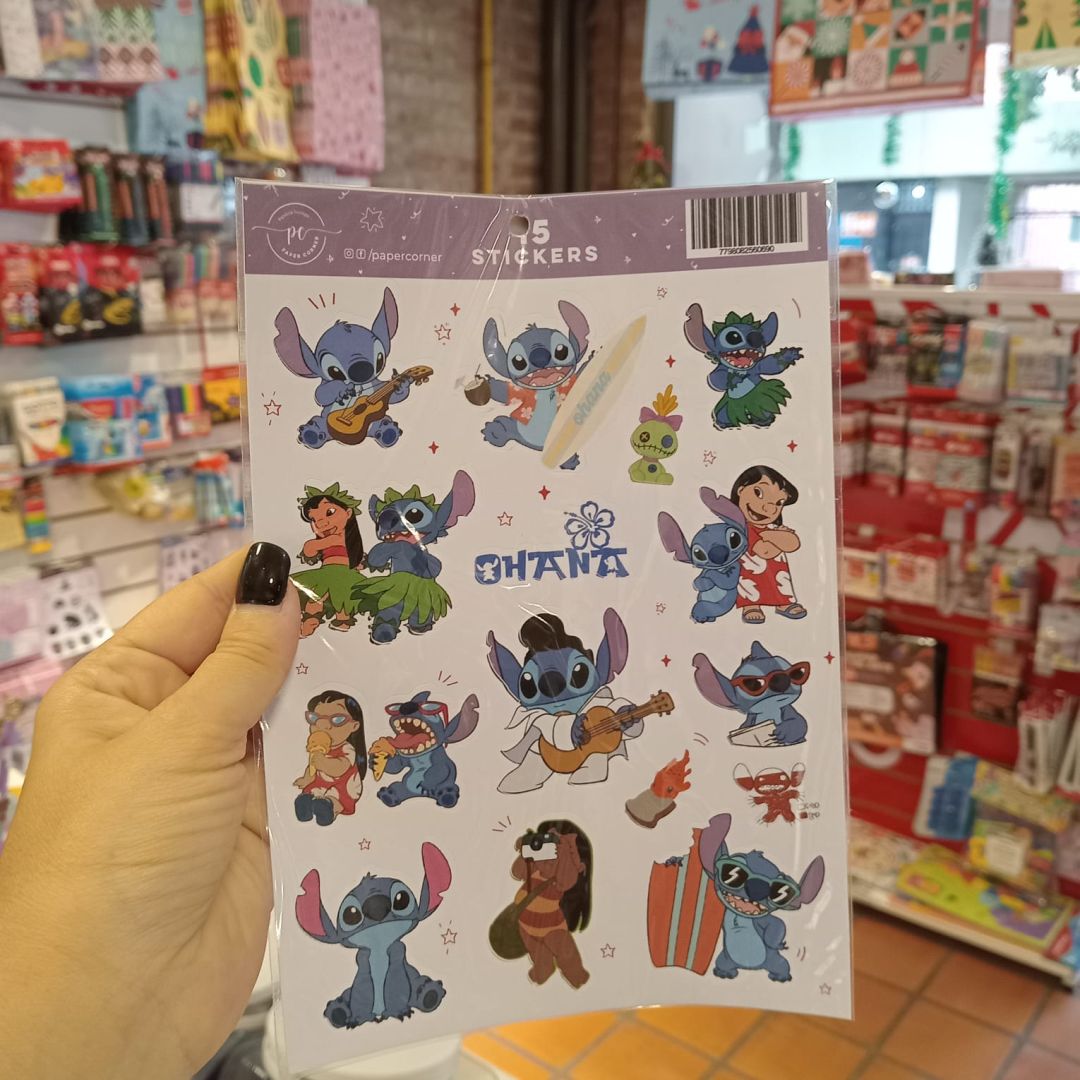 pc
PAPER CORNER
/papercorner
15
STICKERS
7798082560690
ohana
OHANA